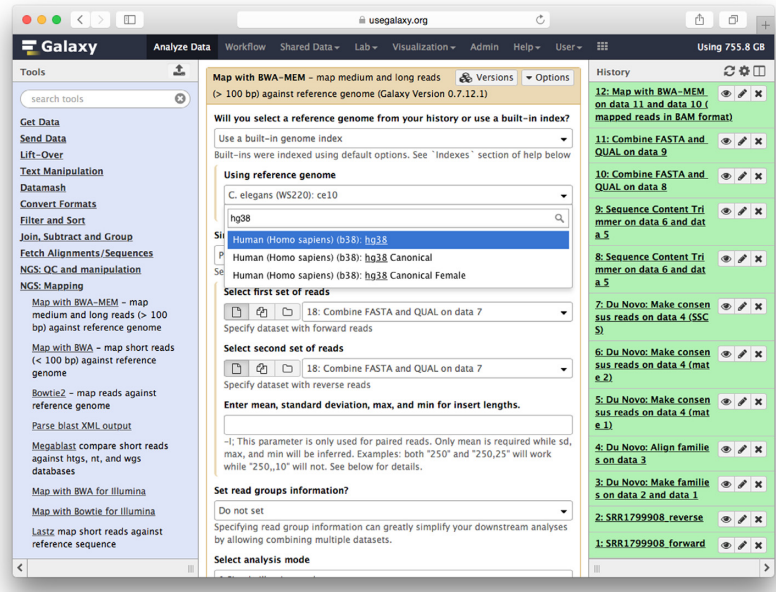 usegalaxy.org
Galaxy
Analyze Data Workflow Shared Data Lab Visualization Admin Help User Using 755.8 GB
Tools
search tools
Get Data
Send Data
Lift-Over
Text Manipulation
Datamash
Convert Formats
Filter and Sort
Join, Subtract and Group
Fetch Alignments/Sequences
NGS: QC and manipulation
NGS: Mapping
Map with BWA-MEM – map
medium and long reads (> 100
bp) against reference genome
Map with BWA – map short reads
(< 100 bp) against reference
genome
Bowtie2 – map reads against
reference genome
Parse blast XML output
Megablast compare short reads
against htgs, nt, and wgs
databases
Map with BWA for Illumina
Map with Bowtie for Illumina
Lastz map short reads against
reference sequence
Map with BWA-MEM – map medium and long reads
(> 100 bp) against reference genome (Galaxy Version 0.7.12.1)
Versions
Options
Will you select a reference genome from your history or use a built-in index?
Use a built-in genome index
Built-ins were indexed using default options. See `Indexes` section of help below
Using reference genome
C. elegans (WS220): ce10
hg38
Human (Homo sapiens) (b38): hg38
Human (Homo sapiens) (b38): hg38 Canonical
Human (Homo sapiens) (b38): hg38 Canonical Female
Select first set of reads
18: Combine FASTA and QUAL on data 7
Specify dataset with forward reads
Select second set of reads
18: Combine FASTA and QUAL on data 7
Specify dataset with reverse reads
Enter mean, standard deviation, max, and min for insert lengths.
-I; This parameter is only used for paired reads. Only mean is required while sd,
max, and min will be inferred. Examples: both "250" and "250,25" will work
while "250,,10" will not. See below for details.
Set read groups information?
Do not set
Specifying read group information can greatly simplify your downstream analyses
by allowing combining multiple datasets.
Select analysis mode
History
12: Map with BWA-MEM
on data 11 and data 10 (
mapped reads in BAM format)
11: Combine FASTA and
QUAL on data 9
10: Combine FASTA and
QUAL on data 8
9: Sequence Content Tri
mmer on data 6 and dat
a 5
8: Sequence Content Tri
mmer on data 6 and dat
a 5
7: Du Novo: Make consen
sus reads on data 4 (SSC
S)
6: Du Novo: Make consen
sus reads on data 4 (mat
e 2)
5: Du Novo: Make consen
sus reads on data 4 (mat
e 1)
4: Du Novo: Align familie
s on data 3
3: Du Novo: Make familie
s on data 2 and data 1
2: SRR1799908_reverse
1: SRR1799908_forward